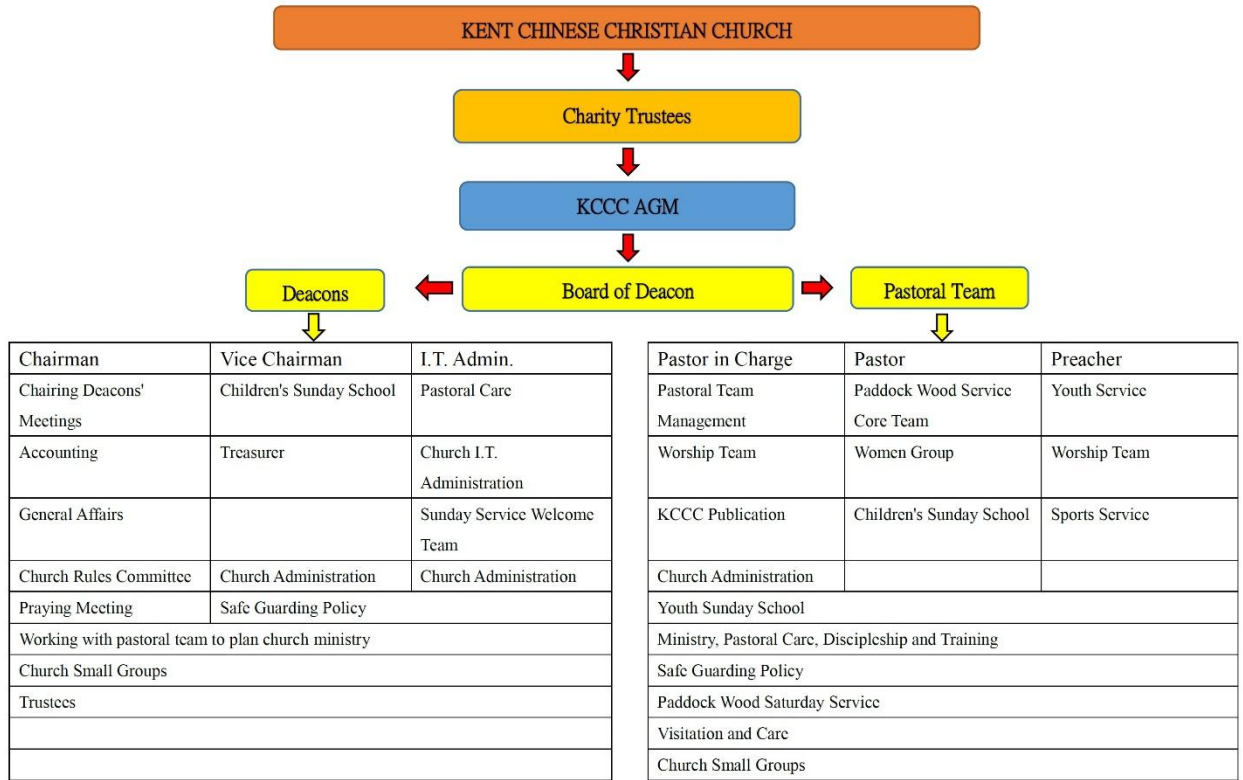 KENT CHINESE CHRISTIAN CHURCH
Charity Trustees
KCCC AGM
Deacons
Board of Deacon
Pastoral Team
Chairman
Vice Chairman
I.T. Admin.
Chairing Deacons'
Meetings
Children's Sunday School
Pastoral Care
Accounting
Treasurer
Church I.T.
Administration
General Affairs
Sunday Service Welcome
Team
Church Rules Committee
Church Administration
Church Administration
Praying Meeting
Safe Guarding Policy
Working with pastoral team to plan church ministry
Church Small Groups
Trustees
Pastor in Charge
Pastor
Preacher
Pastoral Team
Management
Paddock Wood Service
Core Team
Youth Service
Worship Team
Women Group
Worship Team
KCCC Publication
Children's Sunday School
Sports Service
Church Administration
Youth Sunday School
Ministry, Pastoral Care, Discipleship and Training
Safe Guarding Policy
Paddock Wood Saturday Service
Visitation and Care
Church Small Groups